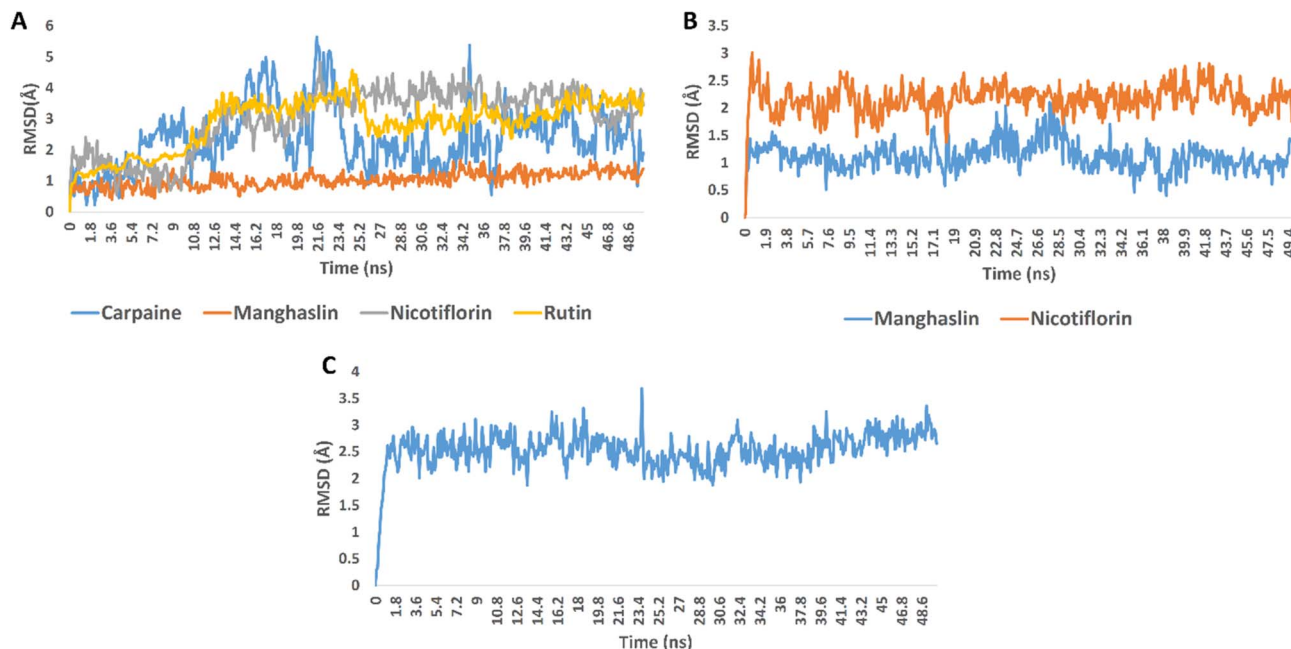 A
RMSD(Å)
6
5
4
3
2
1
0
0 1.8 3.6 5.4 7.2 9 10.8 12.6 14.4 16.2 18 19.8 21.6 23.4 25.2 27 28.8 30.6 32.4 34.2 36 37.8 39.6 41.4 43.2 45 46.8 48.6
Time (ns)
Carpaine Manghaslin Nicotiflorin Rutin
B
RMSD (Å)
3.5
3
2.5
2
1.5
1
0.5
0
0 1.9 3.8 5.7 7.6 9.5 11.4 13.3 15.2 17.1 19 20.9 22.8 24.7 26.6 28.5 30.4 32.3 34.2 36.1 38 39.9 41.8 43.7 45.6 47.5 49.4
Time (ns)
Manghaslin Nicotiflorin
C
RMSD (Å)
4
3.5
3
2.5
2
1.5
1
0.5
0
0 1.8 3.6 5.4 7.2 9 10.8 12.6 14.4 16.2 18 19.8 21.6 23.4 25.2 27 28.8 30.6 32.4 34.2 36 37.8 39.6 41.4 43.2 45 46.8 48.6
Time (ns)